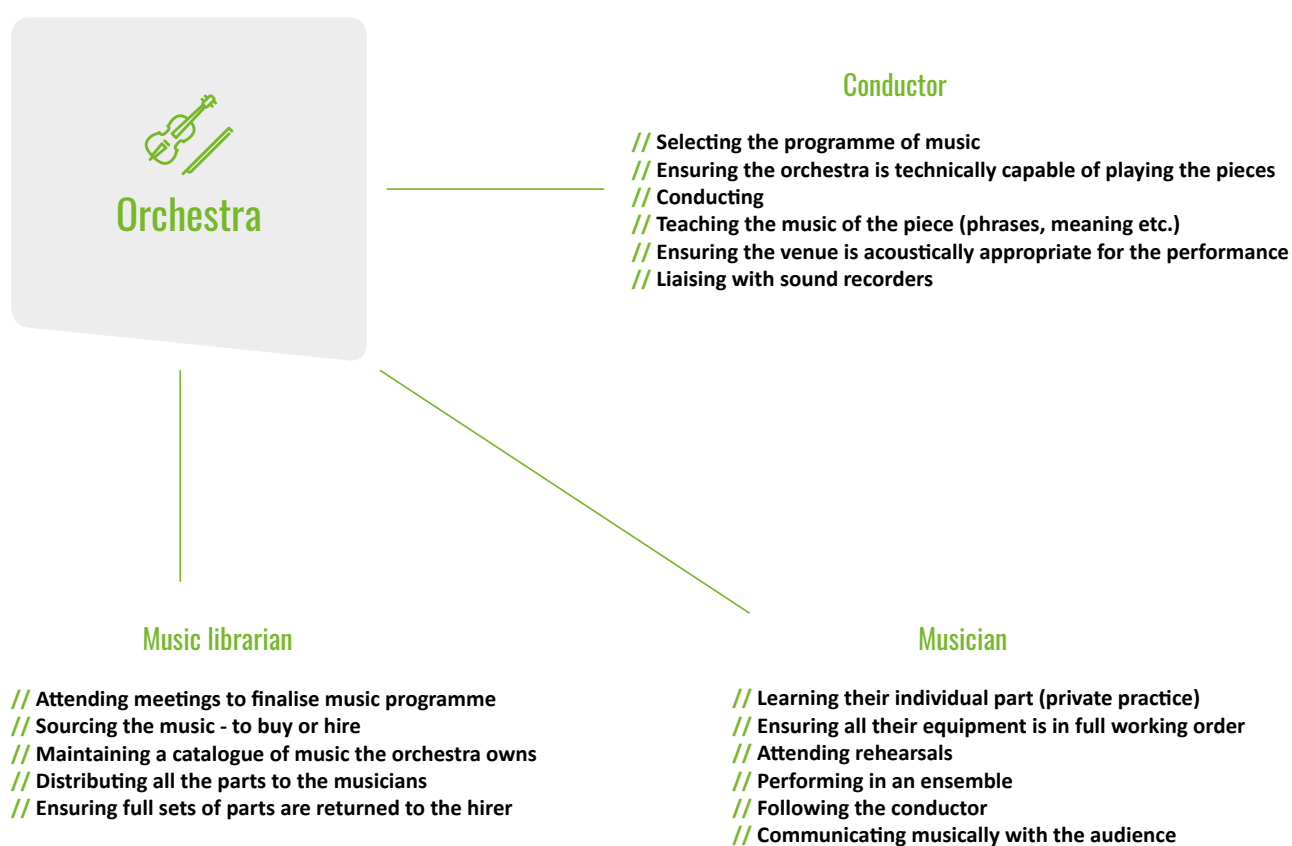 Orchestra
Conductor
// Selecting the programme of music
// Ensuring the orchestra is technically capable of playing the pieces
// Conducting
// Teaching the music of the piece (phrases, meaning etc.)
// Ensuring the venue is acoustically appropriate for the performance
// Liaising with sound recorders
Music librarian
// Attending meetings to finalise music programme
// Sourcing the music - to buy or hire
// Maintaining a catalogue of music the orchestra owns
// Distributing all the parts to the musicians
// Ensuring full sets of parts are returned to the hirer
Musician
// Learning their individual part (private practice)
// Ensuring all their equipment is in full working order
// Attending rehearsals
// Performing in an ensemble
// Following the conductor
// Communicating musically with the audience